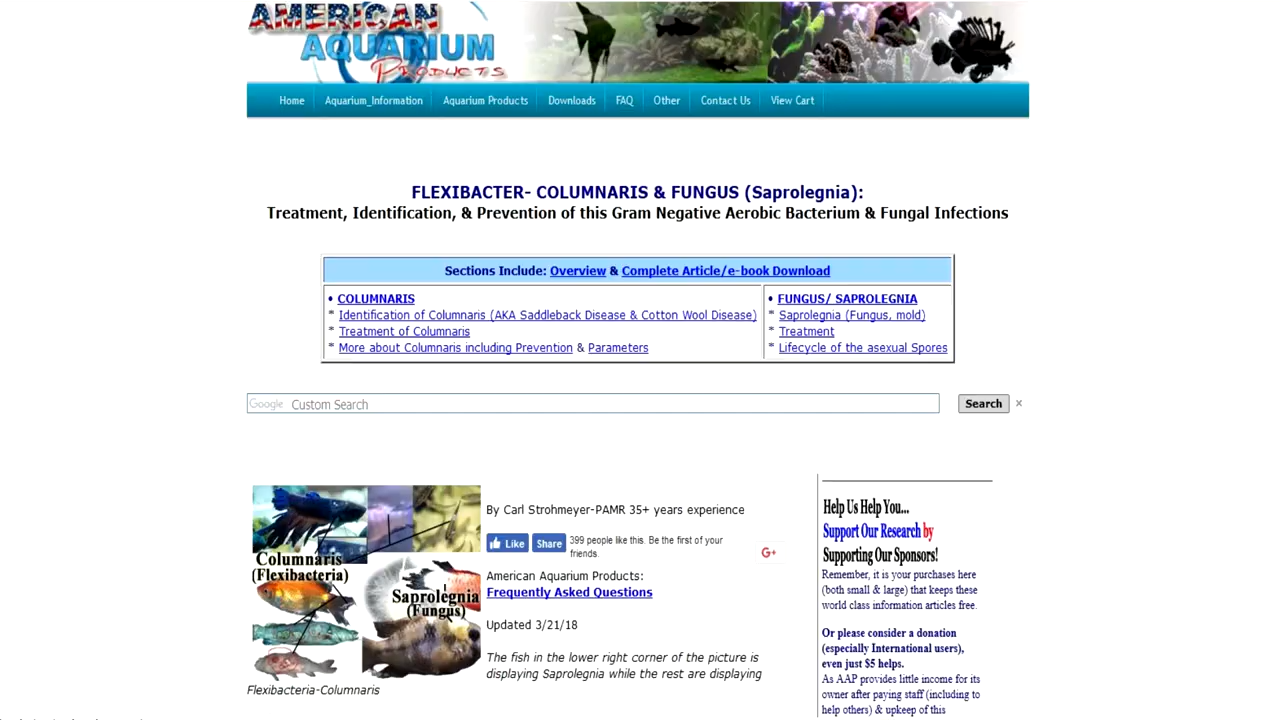 AMERICAN
AQUARIUM
PRODUCTS
Home Aquarium_Information Aquarium Products Downloads FAQ Other Contact Us View Cart
FLEXIBACTER- COLUMNARIS & FUNGUS (Saprolegnia):
Treatment, Identification, & Prevention of this Gram Negative Aerobic Bacterium & Fungal Infections
Sections Include: Overview & Complete Article/e-book Download
• COLUMNARIS
* Identification of Columnaris (AKA Saddleback Disease & Cotton Wool Disease)
* Treatment of Columnaris
* More about Columnaris including Prevention & Parameters
• FUNGUS/ SAPROLEGNIA
* Saprolegnia (Fungus, mold)
* Treatment
* Lifecycle of the asexual Spores
Google Custom Search
Search ×
Columnaris
(Flexibacteria)
Saprolegnia
(Fungus)
Flexibacteria-Columnaris
By Carl Strohmeyer-PAMR 35+ years experience
Like Share 399 people like this. Be the first of your
friends.
G+
American Aquarium Products:
Frequently Asked Questions
Updated 3/21/18
The fish in the lower right corner of the picture is
displaying Saprolegnia while the rest are displaying
Help Us Help You...
Support Our Research by
Supporting Our Sponsors!
Remember, it is your purchases here
(both small & large) that keeps these
world class information articles free.
Or please consider a donation
(especially International users),
even just $5 helps.
As AAP provides little income for its
owner after paying staff (including to
help others) & upkeep of this